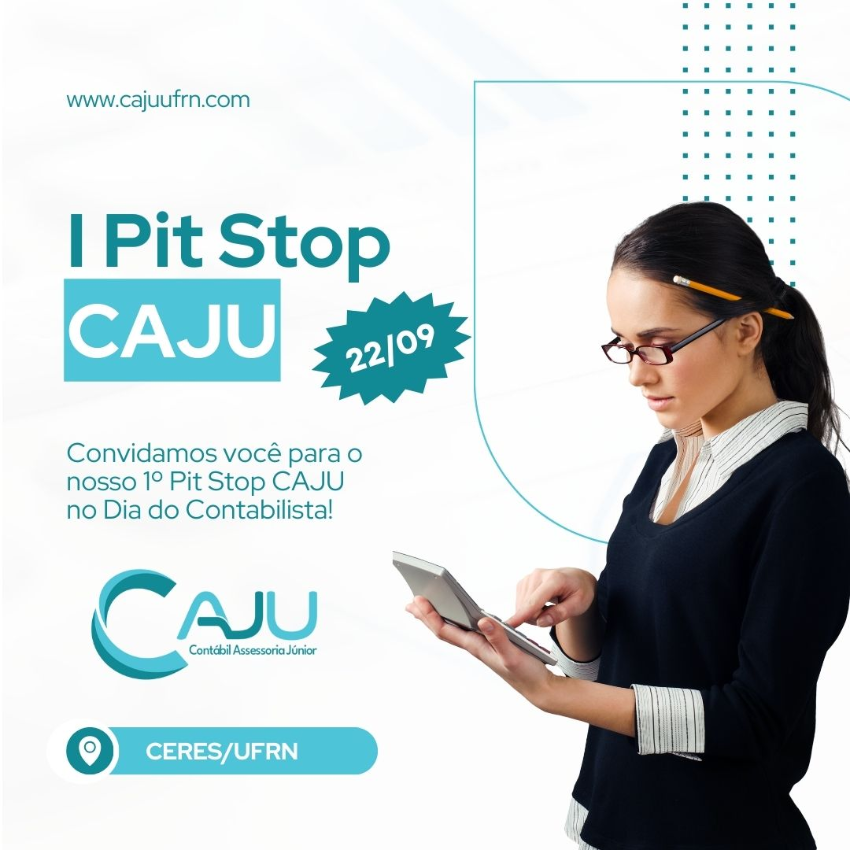 www.cajuufrn.com
I Pit Stop
CAJU
22/09
Convidamos você para o
nosso 1º Pit Stop CAJU
no Dia do Contabilista!
CAJU
Contábil Assessoria Júnior
CERES/UFRN